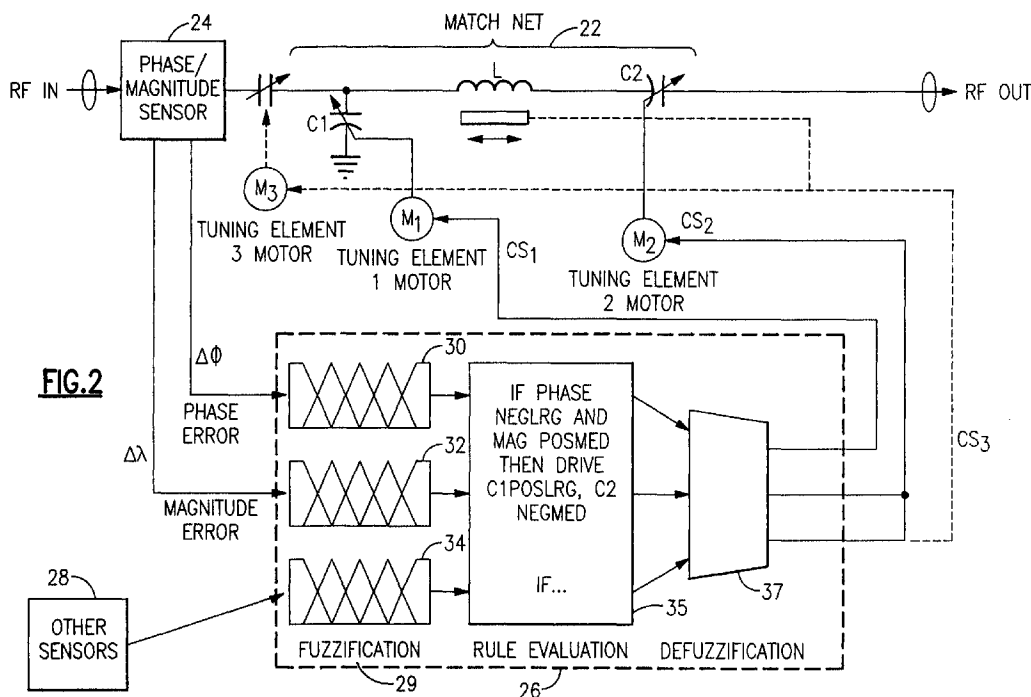 24
MATCH NET
22
PHASE/
MAGNITUDE
SENSOR
RF IN
L
C2
RF OUT
C1
M3
TUNING ELEMENT
3 MOTOR
M1
TUNING ELEMENT
1 MOTOR
CS1
M2
TUNING ELEMENT
2 MOTOR
CS2
FIG.2
ΔΦ
PHASE
ERROR
Δλ
MAGNITUDE
ERROR
30
32
34
IF PHASE
NEGLRG AND
MAG POSMED
THEN DRIVE
C1POSLRG, C2
NEGMED
IF...
35
37
CS3
28
OTHER
SENSORS
FUZZIFICATION
29
RULE EVALUATION
26
DEFUZZIFICATION